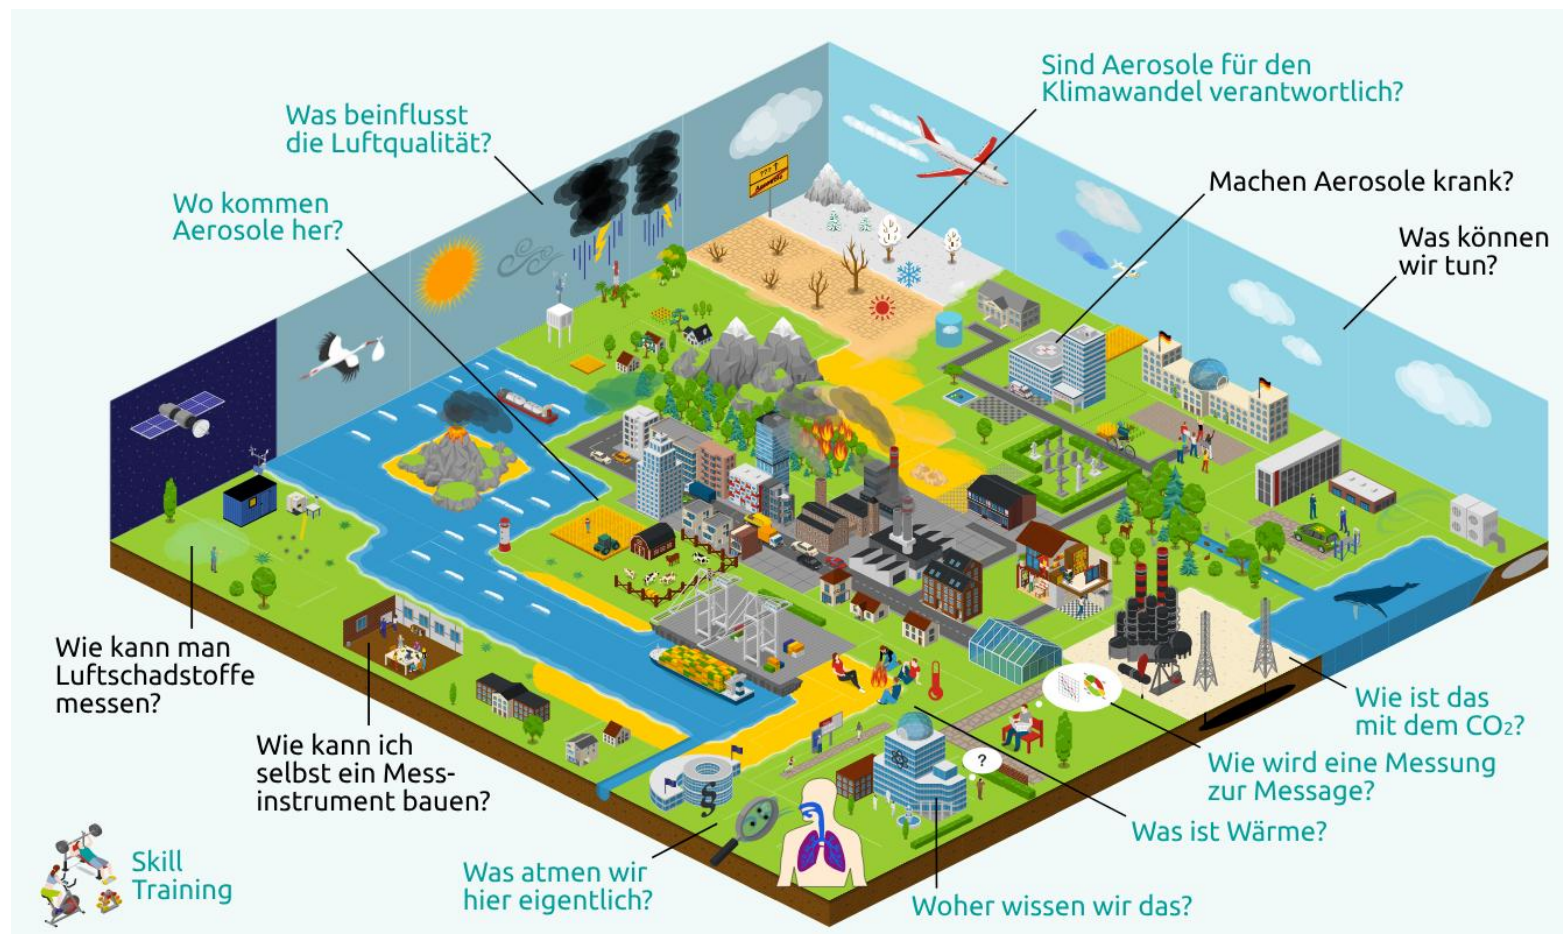 Sind Aerosole für den
Klimawandel verantwortlich?
Was beinflusst
die Luftqualität?
Machen Aerosole krank?
Wo kommen
Aerosole her?
Was können
wir tun?
??? ↑
Wie kann man
Luftschadstoffe
messen?
Wie kann ich
selbst ein Mess-
instrument bauen?
Wie ist das
mit dem CO₂?
?
Wie wird eine Messung
zur Message?
Was ist Wärme?
§
Skill
Training
Was atmen wir
hier eigentlich?
Woher wissen wir das?